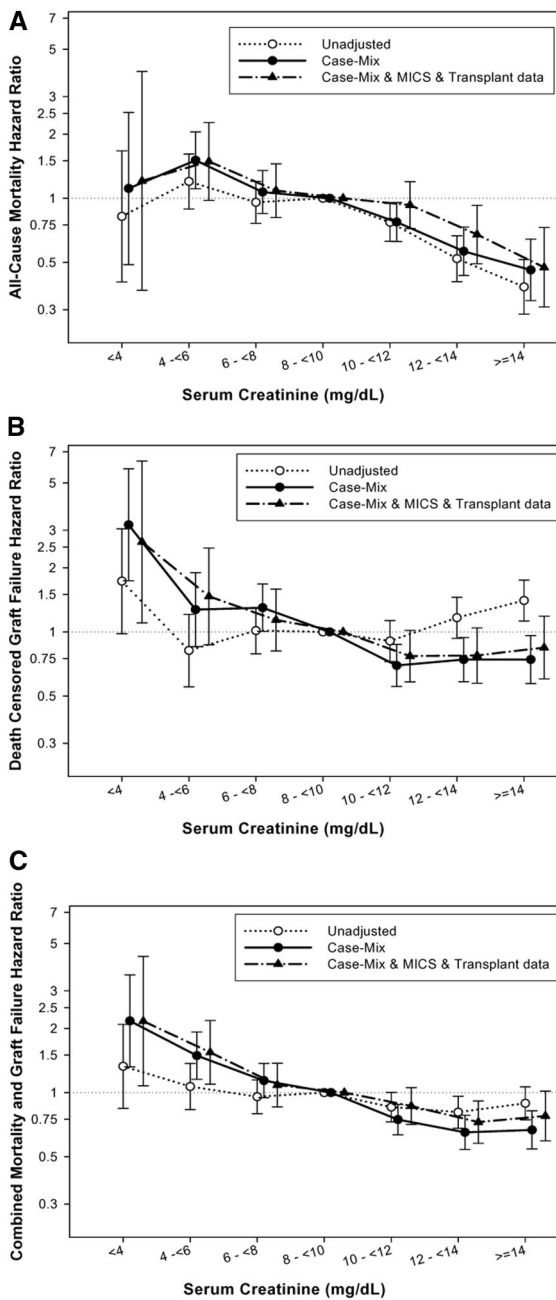 A
All-Cause Mortality Hazard Ratio
7
5
3
2.5
2
1.5
1
0.75
0.5
0.3
Unadjusted
Case-Mix
Case-Mix & MICS & Transplant data
<4
4 -<6
6 - <8
8 - <10
10 - <12
12 - <14
>=14
Serum Creatinine (mg/dL)
B
Death Censored Graft Failure Hazard Ratio
7
5
3
2.5
2
1.5
1
0.75
0.5
0.3
Unadjusted
Case-Mix
Case-Mix & MICS & Transplant data
<4
4 -<6
6 - <8
8 - <10
10 - <12
12 - <14
>=14
Serum Creatinine (mg/dL)
C
Combined Mortality and Graft Failure Hazard Ratio
7
5
3
2.5
2
1.5
1
0.75
0.5
0.3
Unadjusted
Case-Mix
Case-Mix & MICS & Transplant data
<4
4 -<6
6 - <8
8 - <10
10 - <12
12 - <14
>=14
Serum Creatinine (mg/dL)